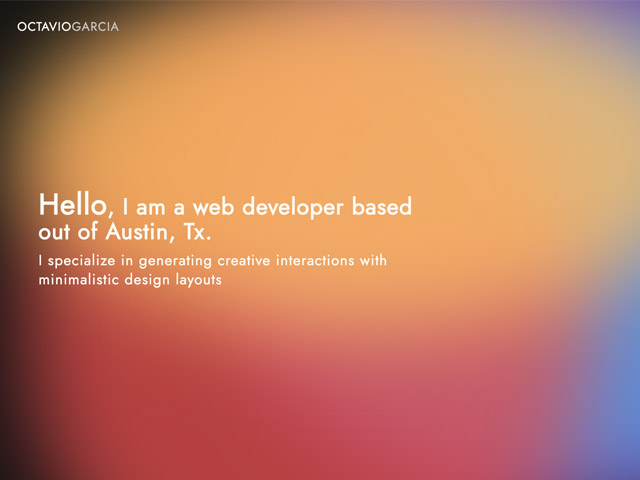 OCTAVIOGARCIA
Hello, I am a web developer based
out of Austin, Tx.
I specialize in generating creative interactions with
minimalistic design layouts